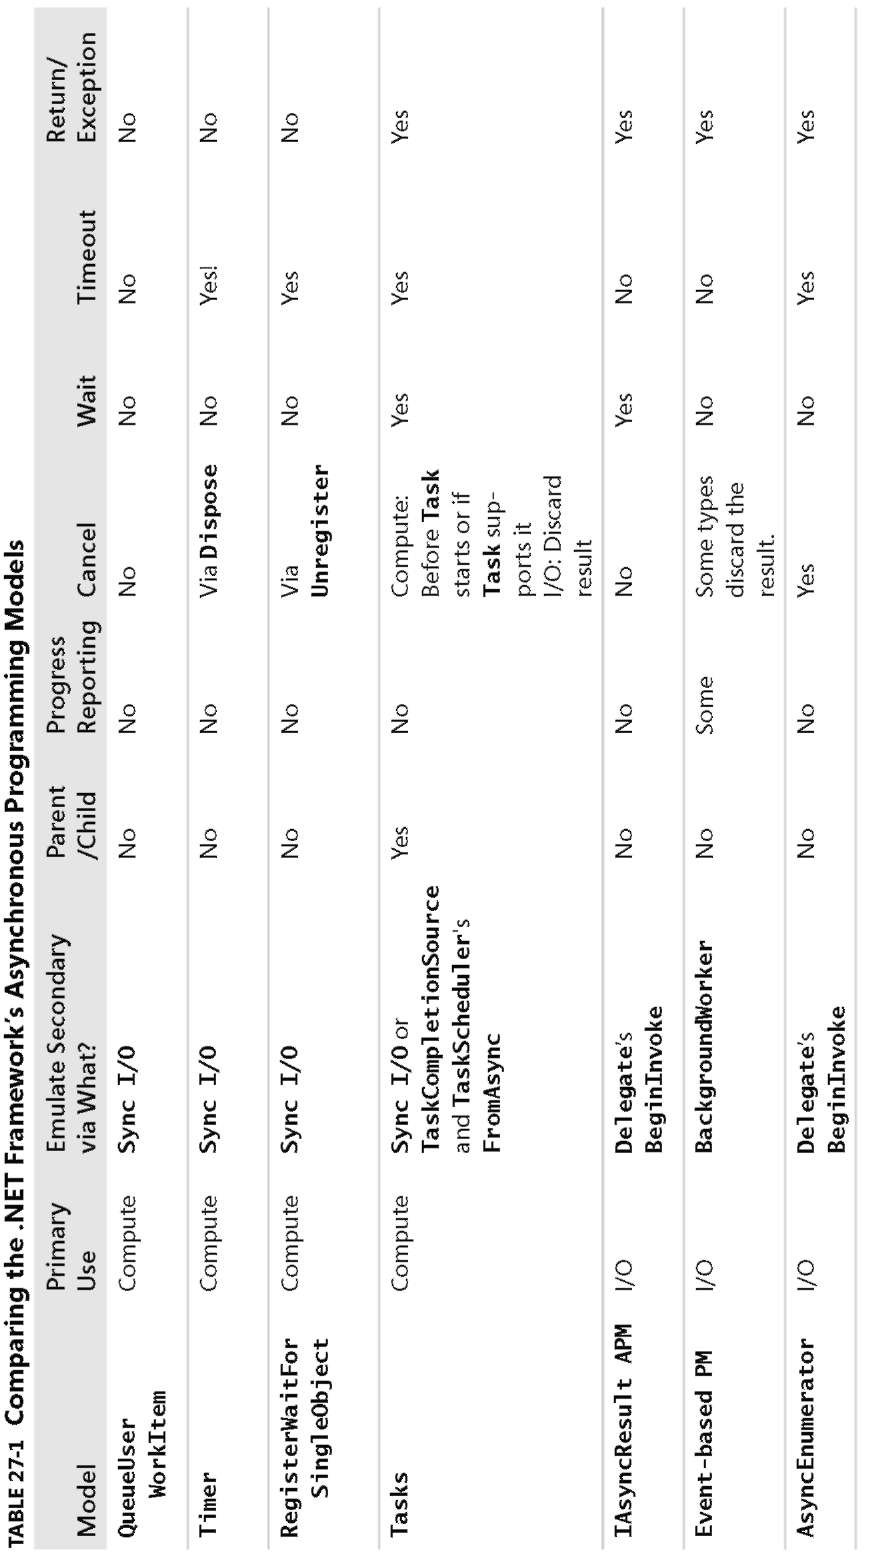 TABLE 27-1 Comparing the .NET Framework's Asynchronous Programming Models
Model
Primary
Use
Emulate Secondary
via What?
Parent
/Child
Progress
Reporting
Cancel
Wait
Timeout
Return/
Exception
QueueUser
WorkItem
Compute
Sync I/O
No
No
No
No
No
No
Timer
Compute
Sync I/O
No
No
Via Dispose
No
Yes!
No
RegisterWaitFor
SingleObject
Compute
Sync I/O
No
No
Via
Unregister
No
Yes
No
Tasks
Compute
Sync I/O or
TaskCompletionSource
and TaskScheduler's
FromAsync
Yes
No
Compute:
Before Task
starts or if
Task sup-
ports it
I/O: Discard
result
Yes
Yes
Yes
IAsyncResult APM
I/O
Delegate's
BeginInvoke
No
No
No
Yes
No
Yes
Event-based PM
I/O
BackgroundWorker
No
Some
Some types
discard the
result.
No
No
Yes
AsyncEnumerator
I/O
Delegate's
BeginInvoke
No
No
Yes
No
Yes
Yes